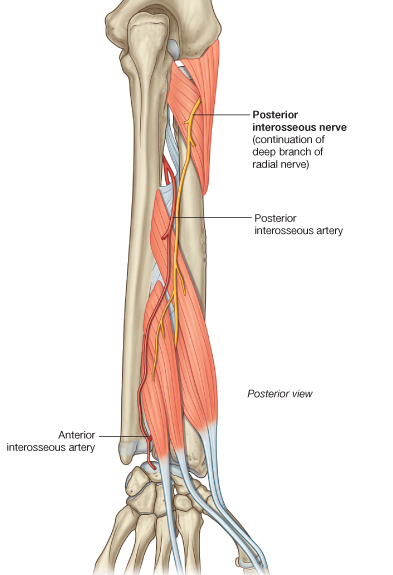 Posterior
interosseous nerve
(continuation of
deep branch of
radial nerve)
Posterior
interosseous artery
Posterior view
Anterior
interosseous artery